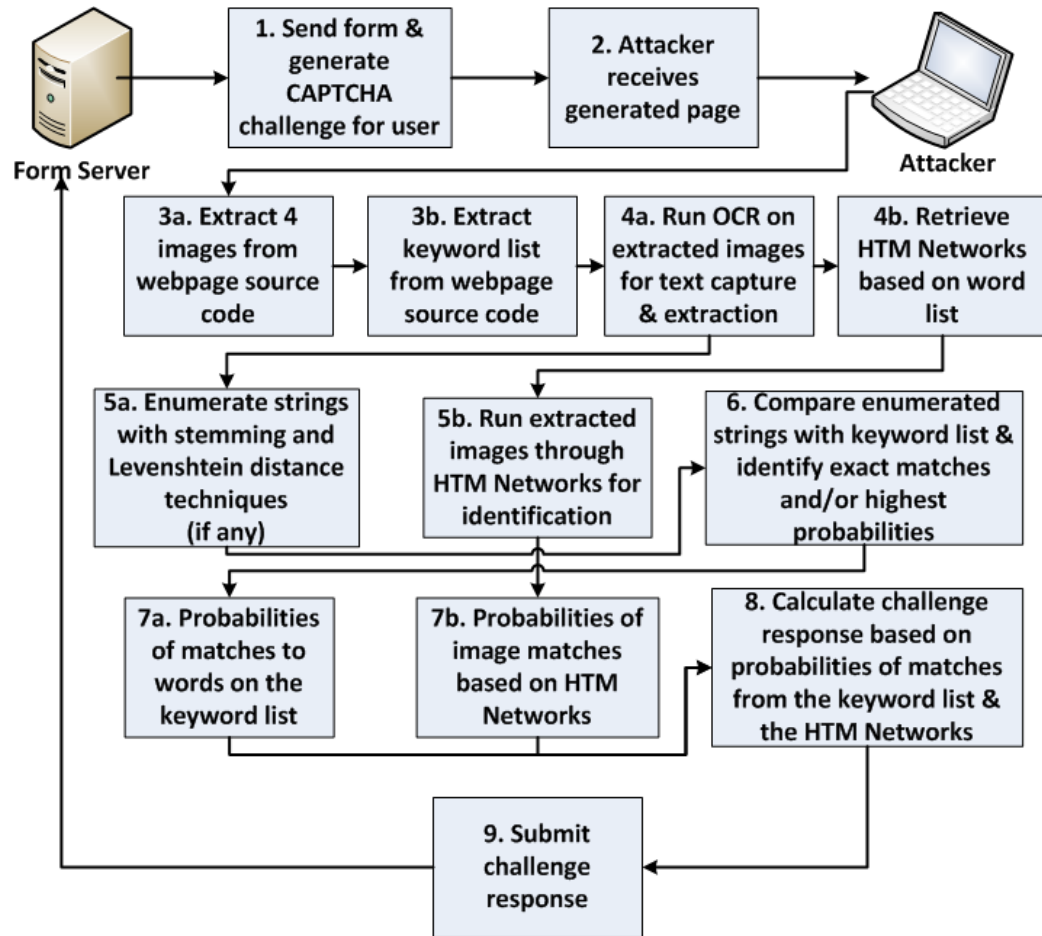 1. Send form &
generate
CAPTCHA
challenge for user
2. Attacker
receives
generated page
Form Server
Attacker
3a. Extract 4
images from
webpage source
code
3b. Extract
keyword list
from webpage
source code
4a. Run OCR on
extracted images
for text capture
& extraction
4b. Retrieve
HTM Networks
based on word
list
5a. Enumerate strings
with stemming and
Levenshtein distance
techniques
(if any)
5b. Run extracted
images through
HTM Networks for
identification
6. Compare enumerated
strings with keyword list &
identify exact matches
and/or highest
probabilities
7a. Probabilities
of matches to
words on the
keyword list
7b. Probabilities of
image matches
based on HTM
Networks
8. Calculate challenge
response based on
probabilities of matches
from the keyword list &
the HTM Networks
9. Submit
challenge
response